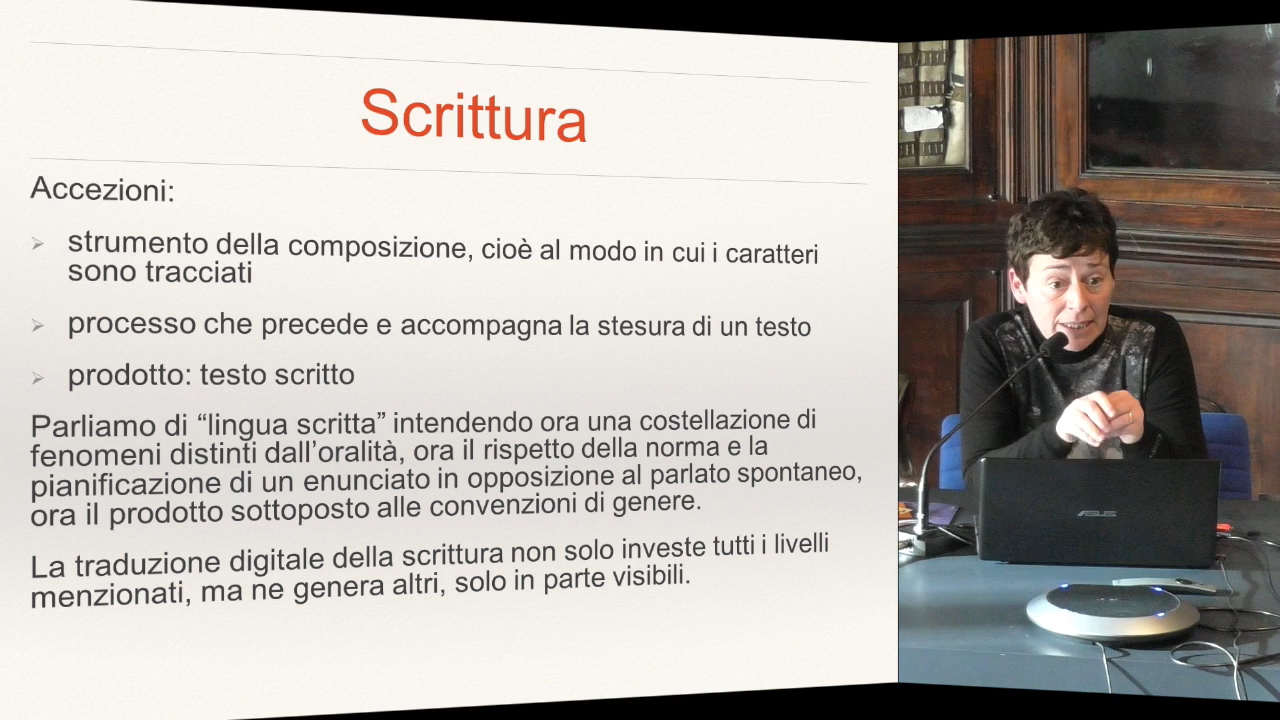 Scrittura
Accezioni:
strumento della composizione, cioè al modo in cui i caratteri
sono tracciati
processo che precede e accompagna la stesura di un testo
prodotto: testo scritto
Parliamo di “lingua scritta” intendendo ora una costellazione di
fenomeni distinti dall’oralità, ora il rispetto della norma e la
pianificazione di un enunciato in opposizione al parlato spontaneo,
ora il prodotto sottoposto alle convenzioni di genere.
La traduzione digitale della scrittura non solo investe tutti i livelli
menzionati, ma ne genera altri, solo in parte visibili.
ASUS